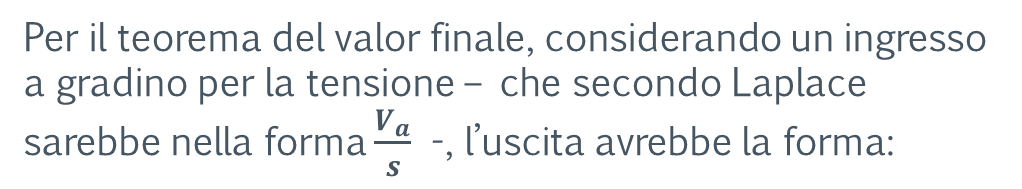 Per il teorema del valor finale, considerando un ingresso
a gradino per la tensione – che secondo Laplace
sarebbe nella forma $\frac{V_a}{s}$ -, l’uscita avrebbe la forma: